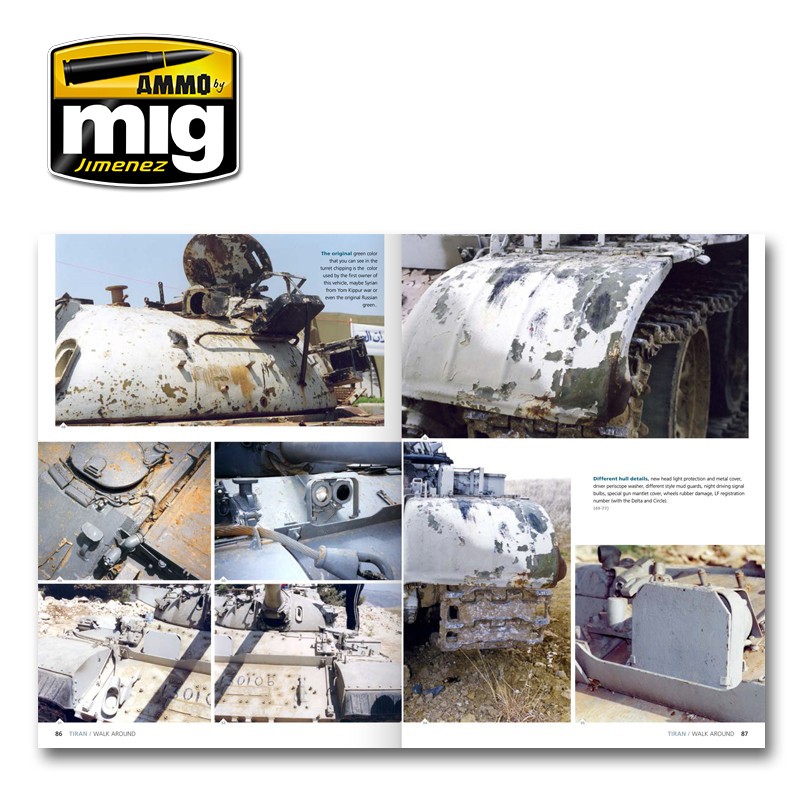 AMMO by
mig
Jimenez
The original green color
that you can see in the
turret chipping is the color
used by the first owner of
this vehicle, maybe Syrian
from Yom Kippur war or
even the original Russian
green..
Different hull details, new head light protection and metal cover,
driver periscope washer, different style mud guards, night driving signal
bulbs, special gun mantlet cover, wheels rubber damage, LF registration
number (with the Delta and Circle).
86 TIRAN / WALK AROUND
TIRAN / WALK AROUND 87